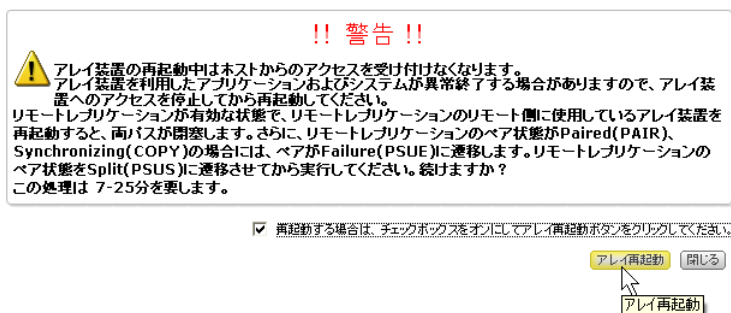 !! 警告 !!
アレイ装置の再起動中はホストからのアクセスを受け付けなくなります。
アレイ装置を利用したアプリケーションおよびシステムが異常終了する場合がありますので、アレイ装
置へのアクセスを停止してから再起動してください。
リモートレプリケーションが有効な状態で、リモートレプリケーションのリモート側に使用しているアレイ装置を
再起動すると、両パスが閉塞します。さらに、リモートレプリケーションのペア状態がPaired(PAIR)、
Synchronizing(COPY)の場合には、ペアがFailure(PSUE)に遷移します。リモートレプリケーションの
ペア状態をSplit(PSUS)に遷移させてから実行してください。続けますか？
この処理は 7-25分を要します。
再起動する場合は、チェックボックスをオンにしてアレイ再起動ボタンをクリックしてください。
アレイ再起動 閉じる
アレイ再起動